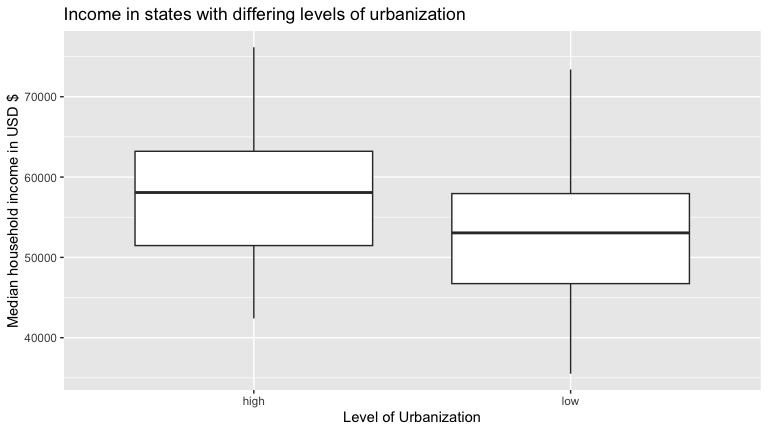 Income in states with differing levels of urbanization
Median household income in USD $
70000
60000
50000
40000
high
low
Level of Urbanization